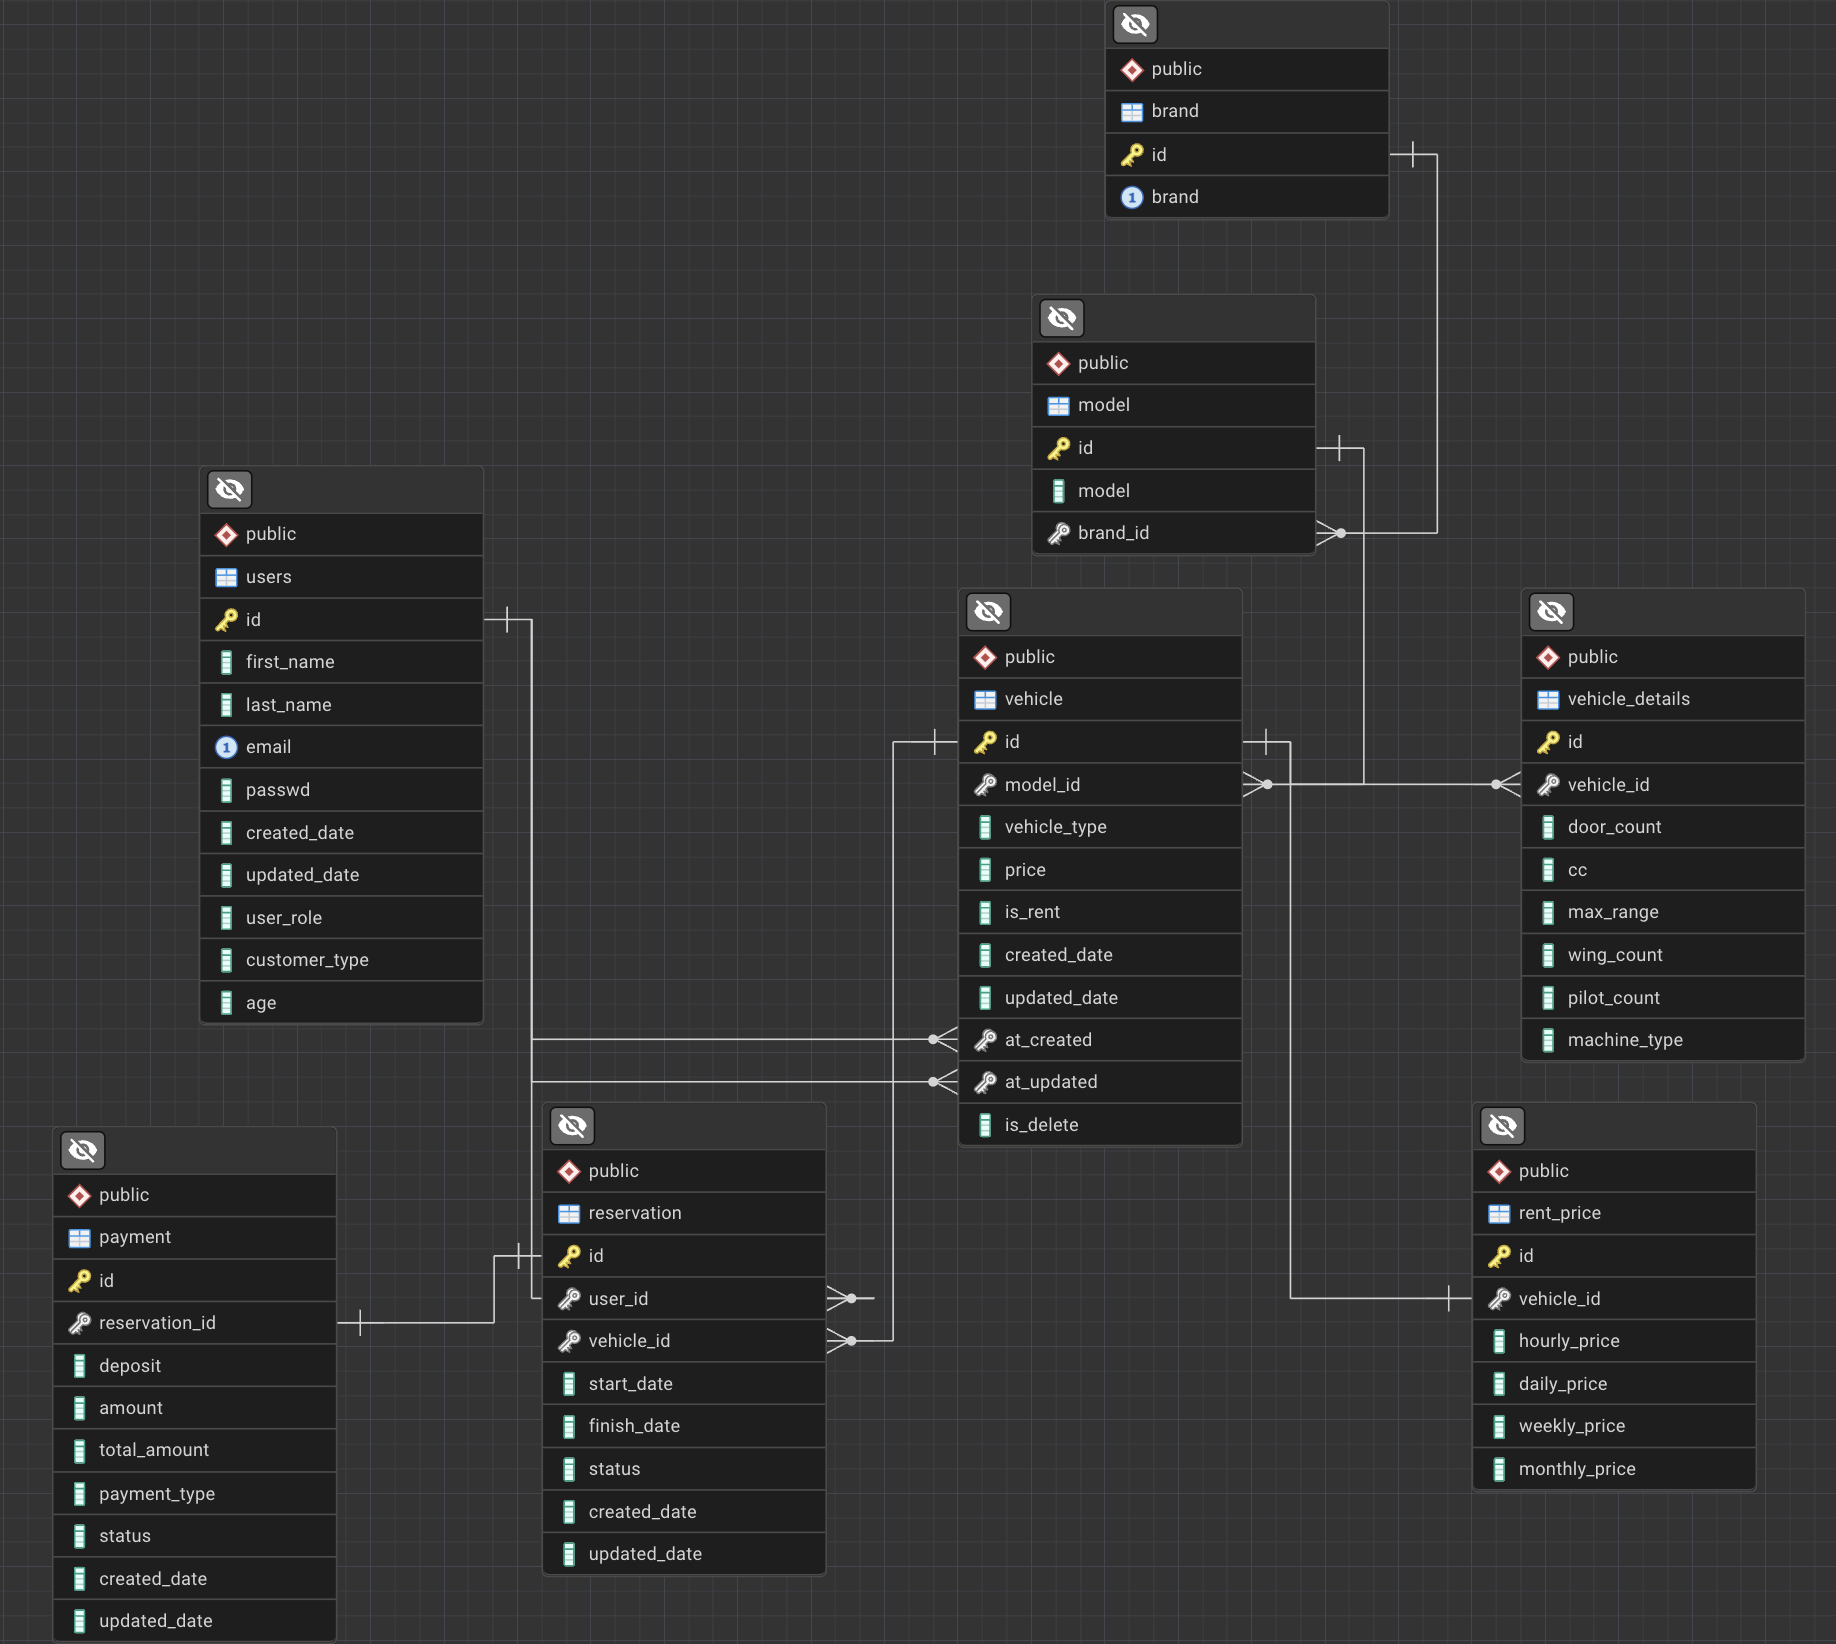 public
brand
id
1 brand
public
model
id
model
brand_id
public
users
id
first_name
last_name
1 email
passwd
created_date
updated_date
user_role
customer_type
age
public
vehicle
id
model_id
vehicle_type
price
is_rent
created_date
updated_date
at_created
at_updated
is_delete
public
vehicle_details
id
vehicle_id
door_count
cc
max_range
wing_count
pilot_count
machine_type
public
payment
id
reservation_id
deposit
amount
total_amount
payment_type
status
created_date
updated_date
public
reservation
id
user_id
vehicle_id
start_date
finish_date
status
created_date
updated_date
public
rent_price
id
vehicle_id
hourly_price
daily_price
weekly_price
monthly_price